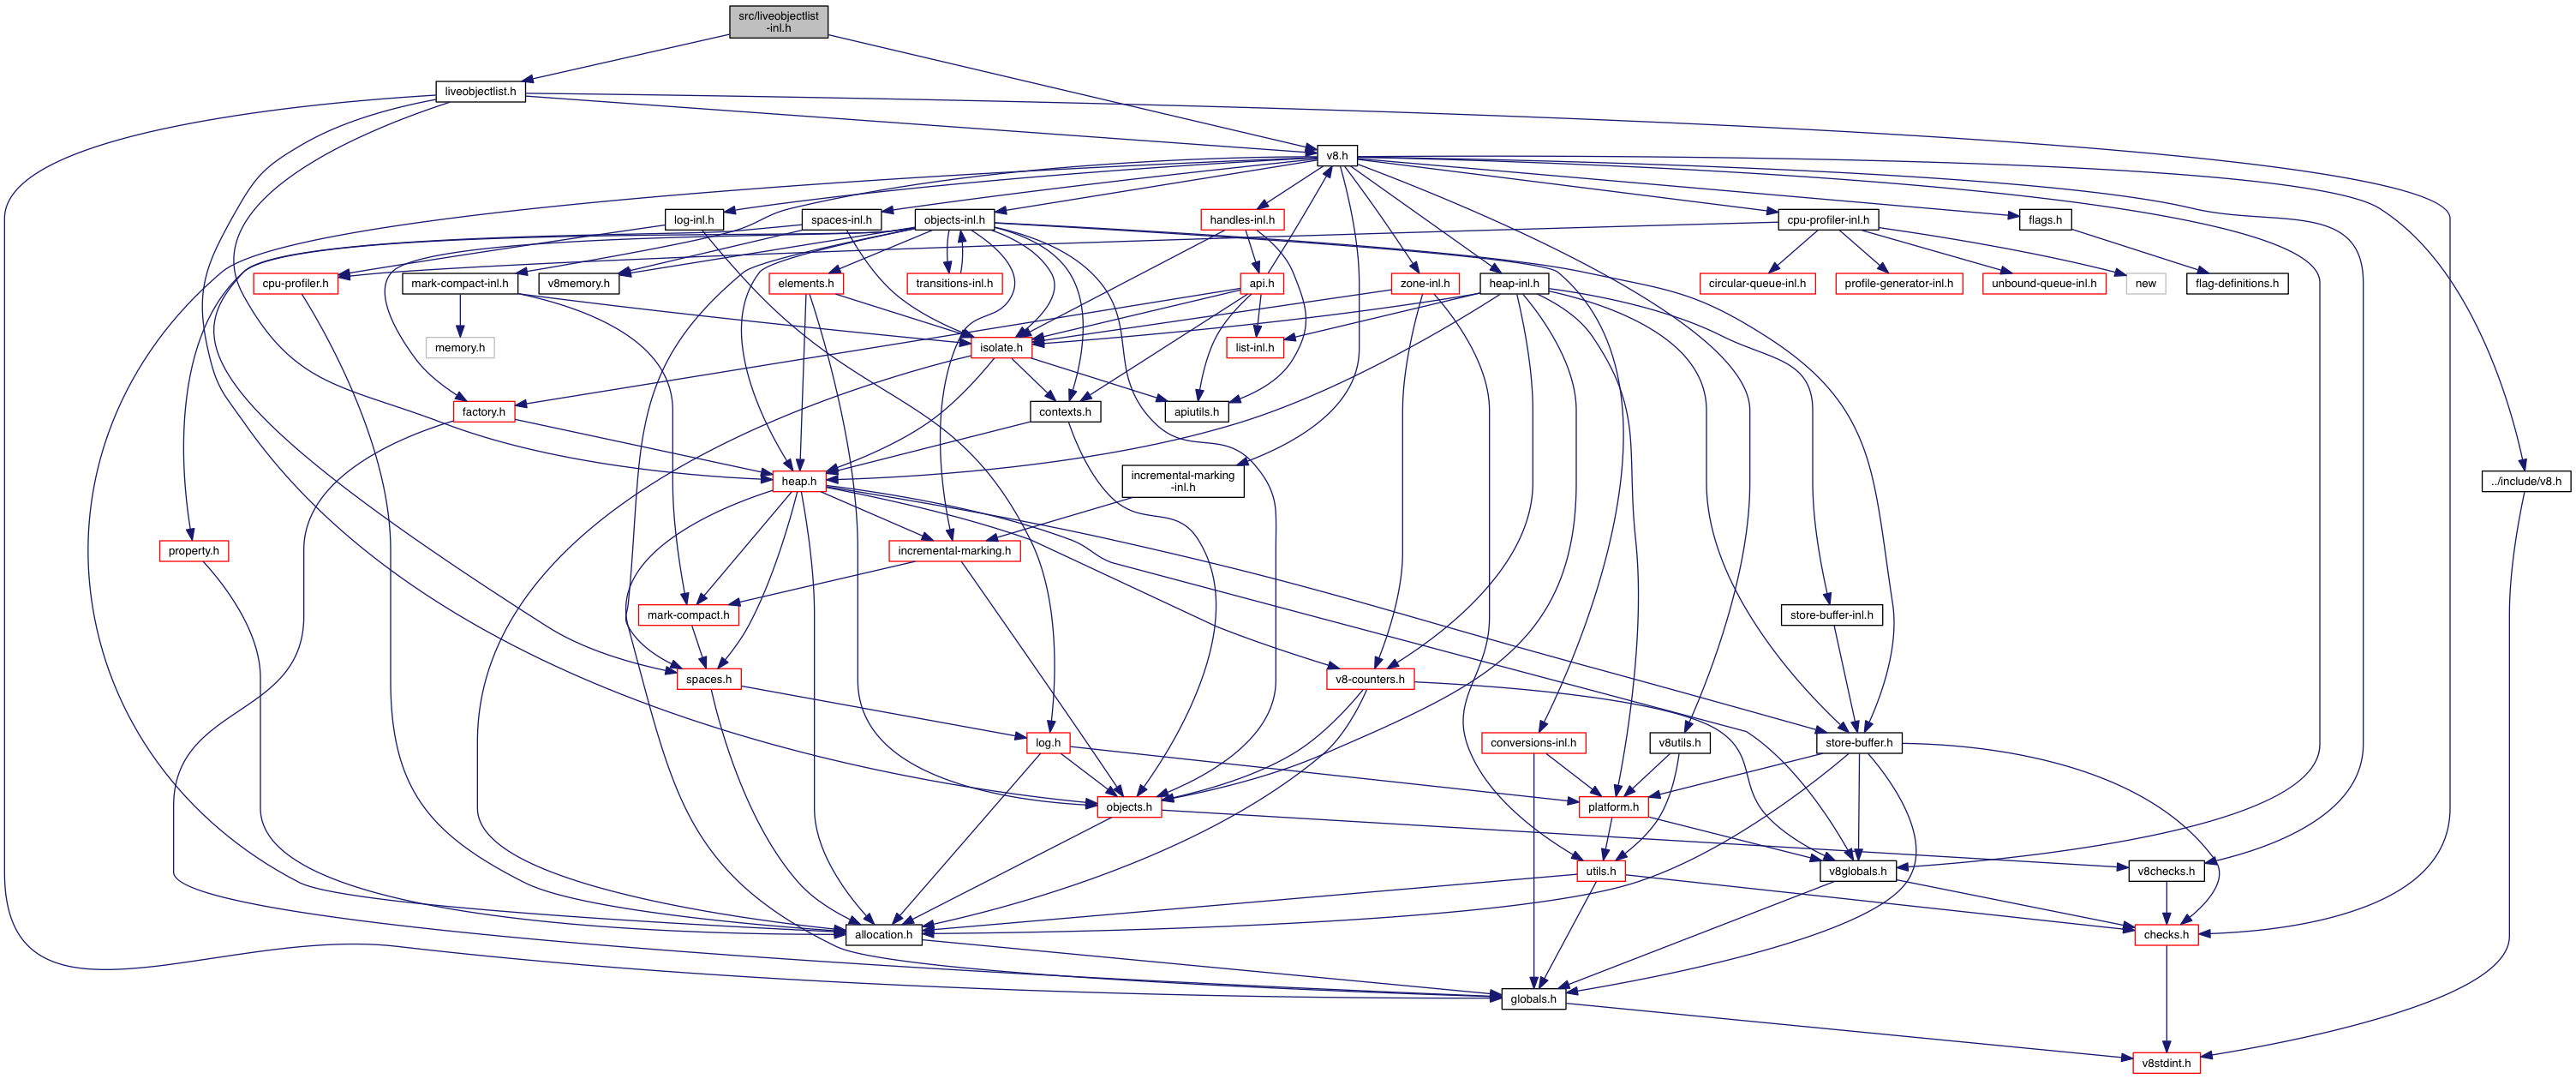 src/liveobjectlist
-inl.h
liveobjectlist.h
v8.h
log-inl.h
spaces-inl.h
objects-inl.h
handles-inl.h
cpu-profiler-inl.h
flags.h
cpu-profiler.h
mark-compact-inl.h
v8memory.h
elements.h
transitions-inl.h
api.h
zone-inl.h
heap-inl.h
circular-queue-inl.h
profile-generator-inl.h
unbound-queue-inl.h
new
flag-definitions.h
memory.h
isolate.h
list-inl.h
factory.h
contexts.h
apiutils.h
heap.h
incremental-marking
-inl.h
../include/v8.h
property.h
incremental-marking.h
mark-compact.h
store-buffer-inl.h
spaces.h
v8-counters.h
log.h
conversions-inl.h
v8utils.h
store-buffer.h
objects.h
platform.h
utils.h
v8globals.h
v8checks.h
allocation.h
checks.h
globals.h
v8stdint.h